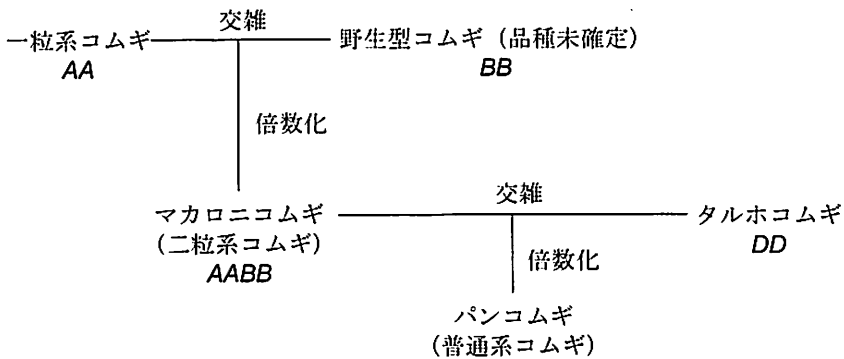 交雑
一粒系コムギ
AA
野生型コムギ (品種未確定)
BB
倍数化
交雑
マカロニコムギ
(二粒系コムギ)
AABB
タルホコムギ
DD
倍数化
パンコムギ
(普通系コムギ)